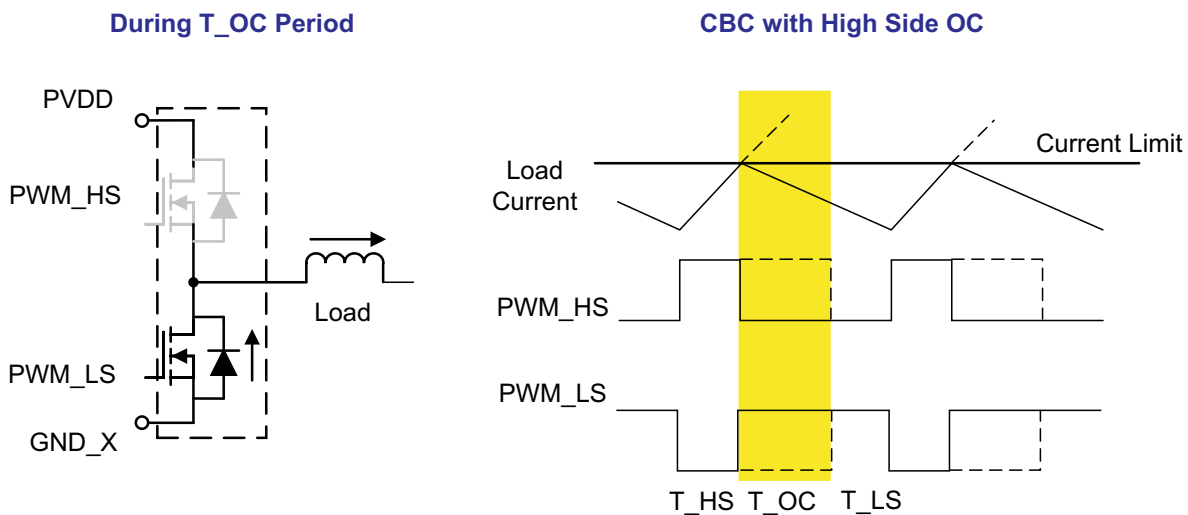 During T_OC Period
PVDD
PWM_HS
Load
PWM_LS
GND_X
CBC with High Side OC
Current Limit
Load
Current
PWM_HS
PWM_LS
T_HS T_OC T_LS